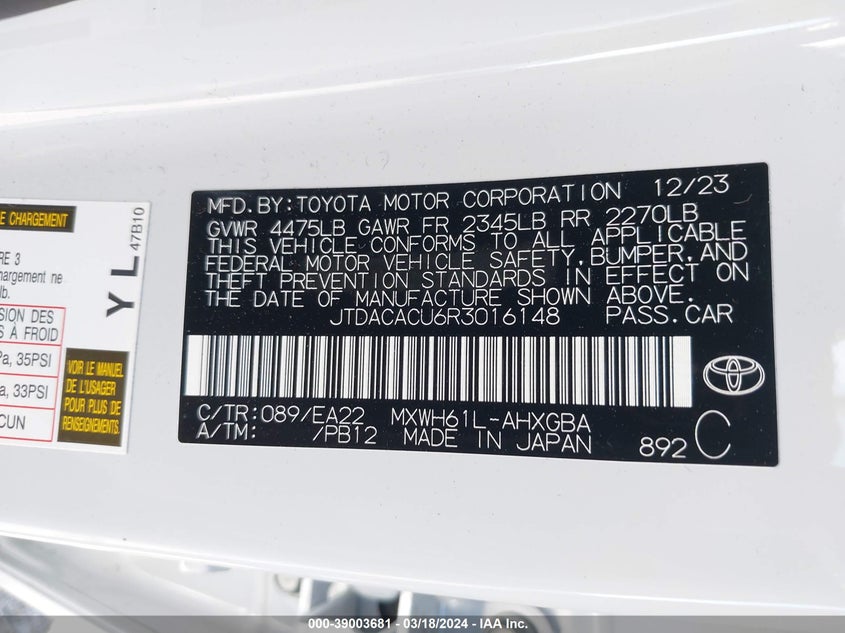 E CHARGEMENT
RE 3
hargement ne
lb.
SION DES
S À FROID
Pa, 35PSI
a, 33PSI
CUN
YL 47B10
VOIR LE MANUEL
DE L'USAGER
POUR PLUS DE
RENSEIGNEMENTS
MFD. BY: TOYOTA MOTOR CORPORATION 12/23
GVWR 4475LB GAWR FR 2345LB RR 2270LB
THIS VEHICLE CONFORMS TO ALL APPLICABLE
FEDERAL MOTOR VEHICLE SAFETY, BUMPER, AND
THEFT PREVENTION STANDARDS IN EFFECT ON
THE DATE OF MANUFACTURE SHOWN ABOVE.
JTDACACU6R3016148 PASS.CAR
C/TR: 089/EA22 MXWH61L-AHXGBA
A/TM: /PB12 MADE IN JAPAN 892 C
000-39003681 / 03/18/2024 - IAA Inc.